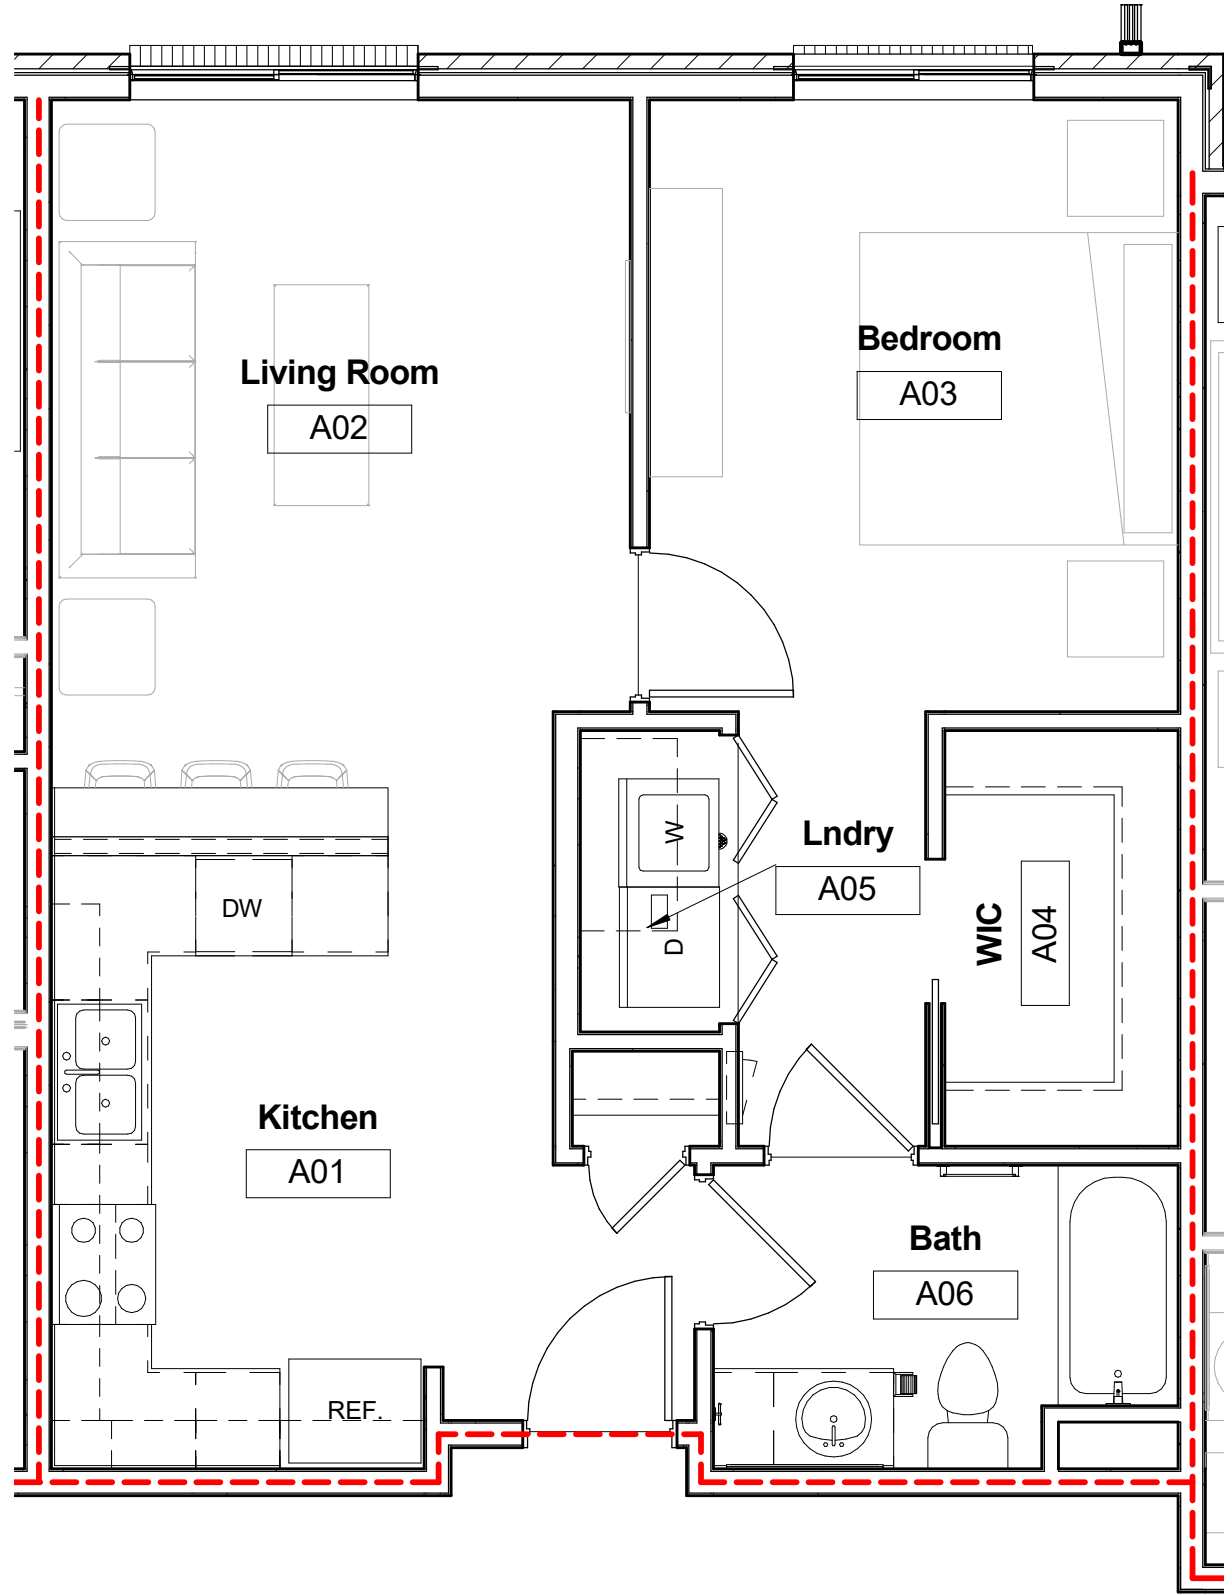 Bedroom
A03
Living Room
A02
W
Lndry
A05
DW
D
WIC
A04
Kitchen
A01
Bath
A06
REF.